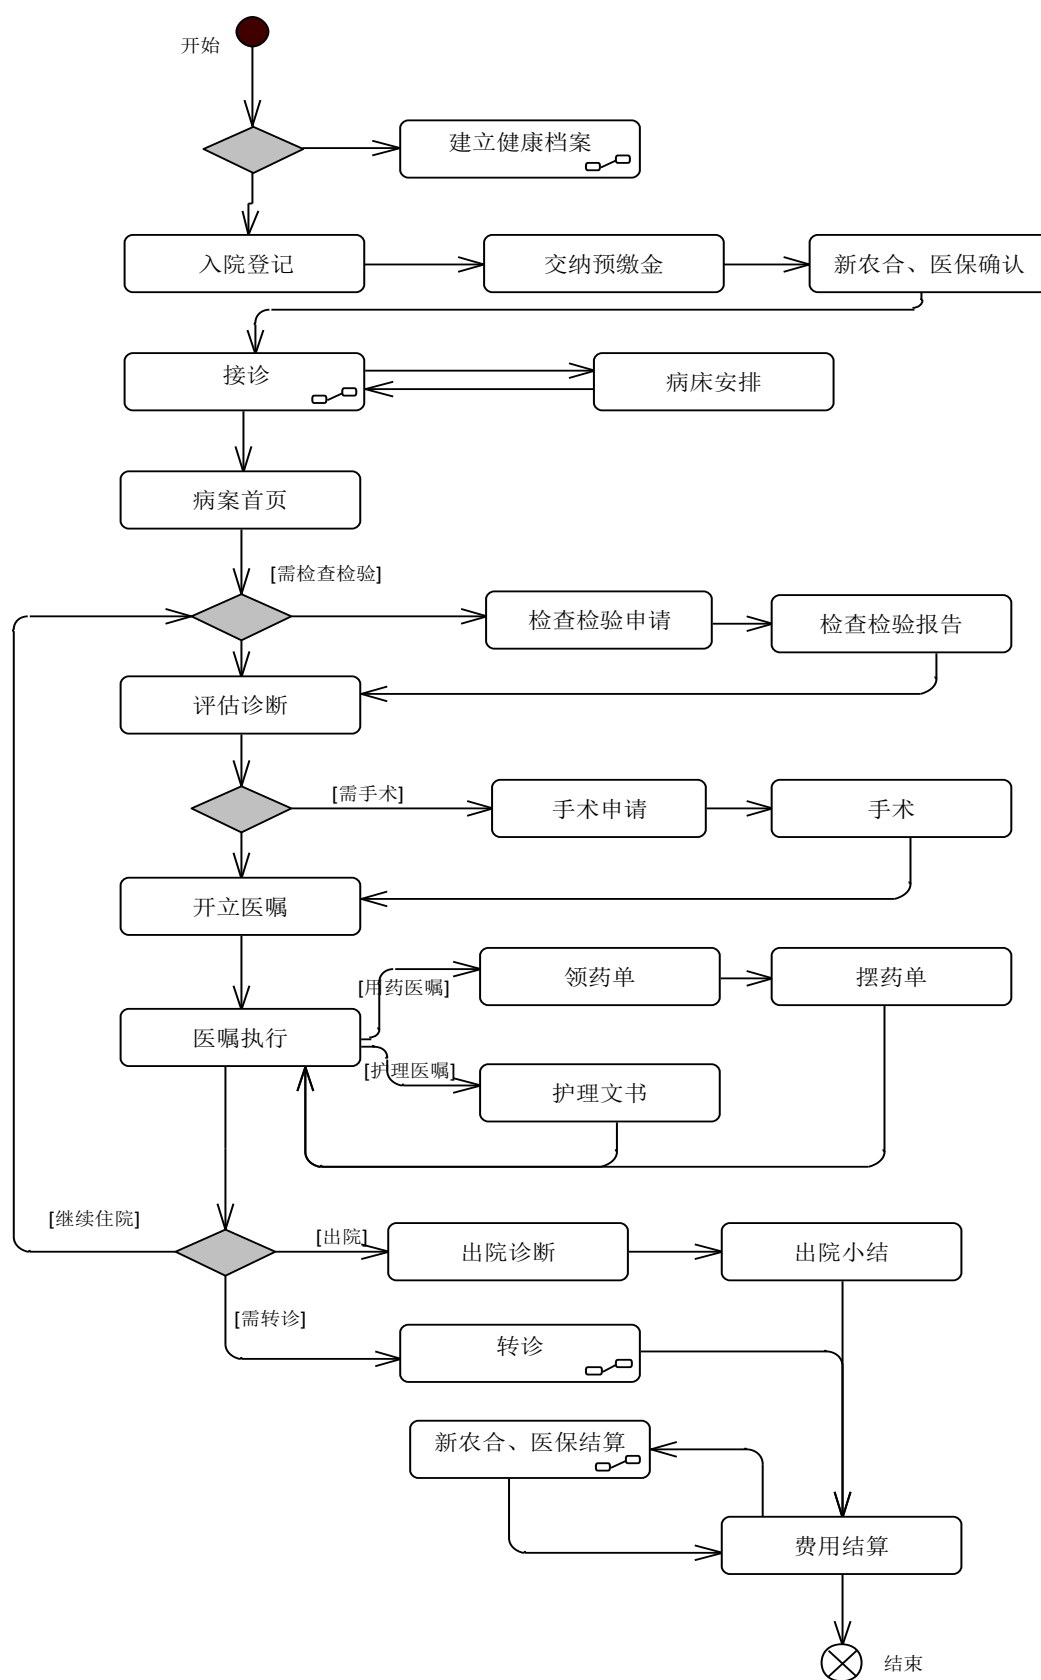 开始
建立健康档案
入院登记
交纳预缴金
新农合、医保确认
接诊
病床安排
病案首页
[需检查检验]
检查检验申请
检查检验报告
评估诊断
[需手术]
手术申请
手术
开立医嘱
[用药医嘱]
领药单
摆药单
医嘱执行
[护理医嘱]
护理文书
[继续住院]
[出院]
出院诊断
出院小结
[需转诊]
转诊
新农合、医保结算
费用结算
结束